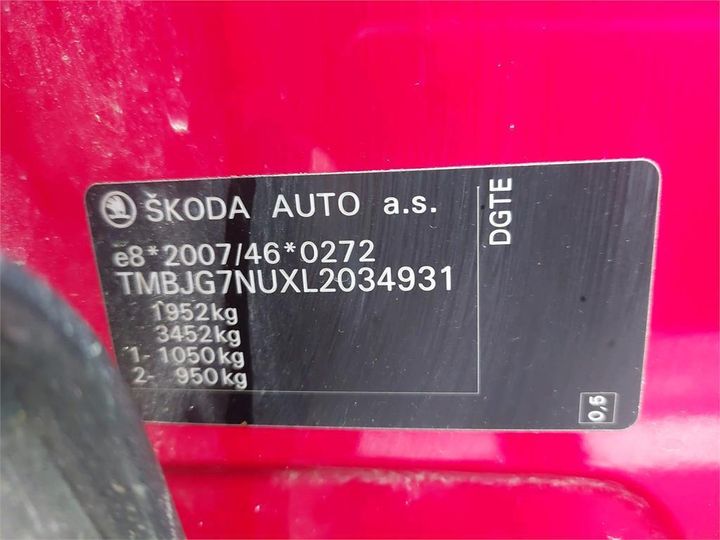 ŠKODA AUTO a.s.
e8*2007/46*0272
TMBJG7NUXL2034931
1952kg
3452kg
1- 1050kg
2- 950kg
DGTE
0,5